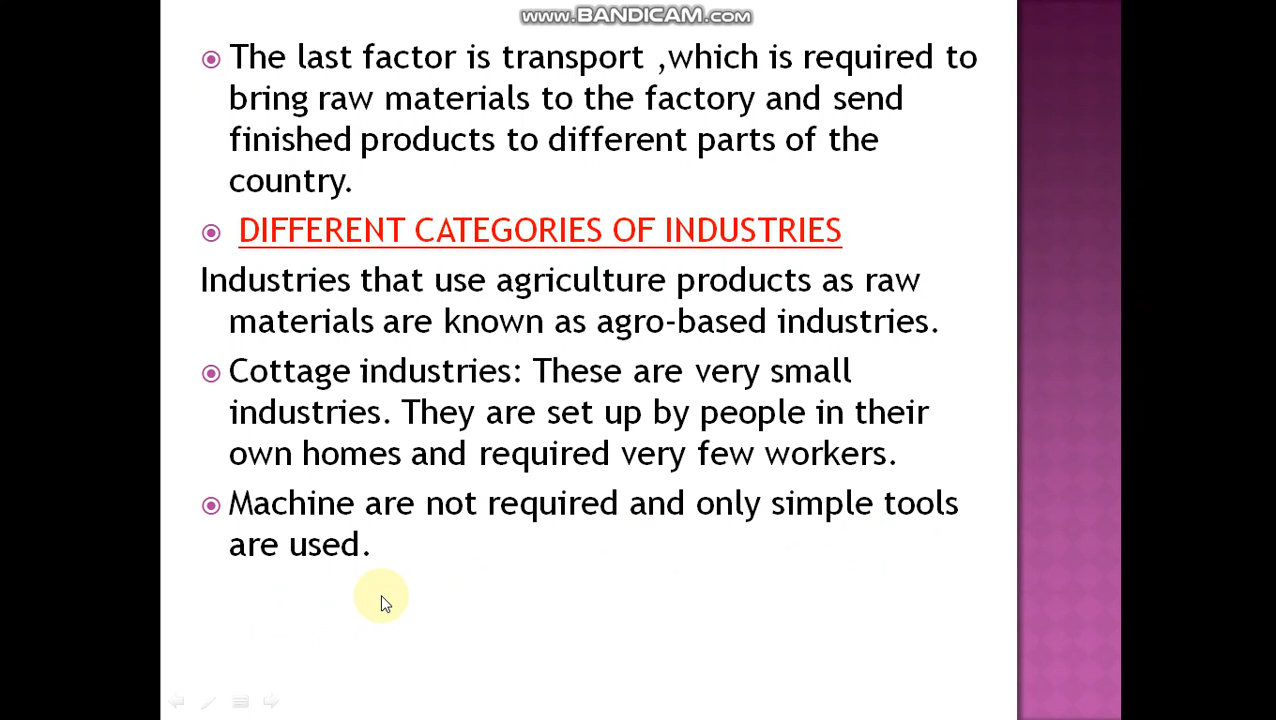 www.BANDICAM.com
The last factor is transport ,which is required to
bring raw materials to the factory and send
finished products to different parts of the
country.
DIFFERENT CATEGORIES OF INDUSTRIES
Industries that use agriculture products as raw
materials are known as agro-based industries.
Cottage industries: These are very small
industries. They are set up by people in their
own homes and required very few workers.
Machine are not required and only simple tools
are used.